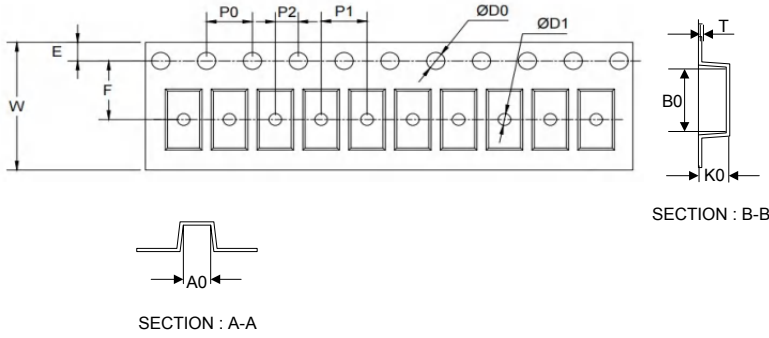 P0 P2 P1 ØD0 ØD1
E
F
W
T
B0
K0
SECTION : B-B
A0
SECTION : A-A